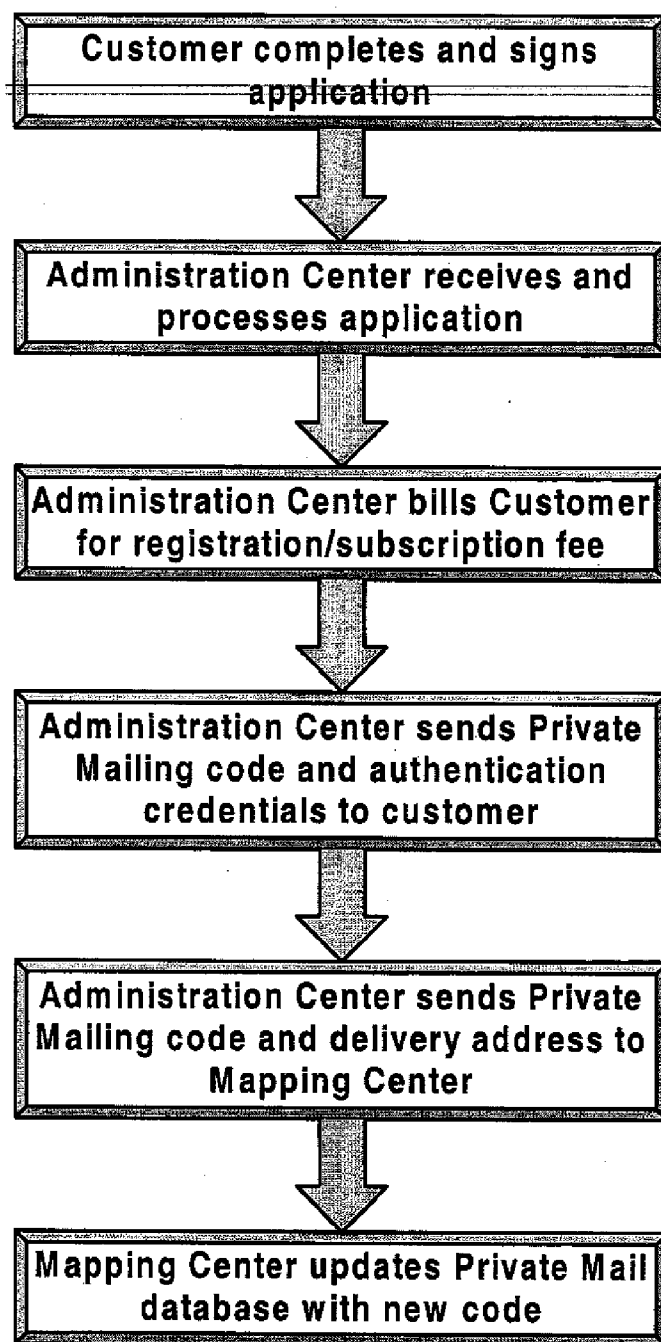 Customer completes and signs
application
Administration Center receives and
processes application
Administration Center bills Customer
for registration/subscription fee
Administration Center sends Private
Mailing code and authentication
credentials to customer
Administration Center sends Private
Mailing code and delivery address to
Mapping Center
Mapping Center updates Private Mail
database with new code